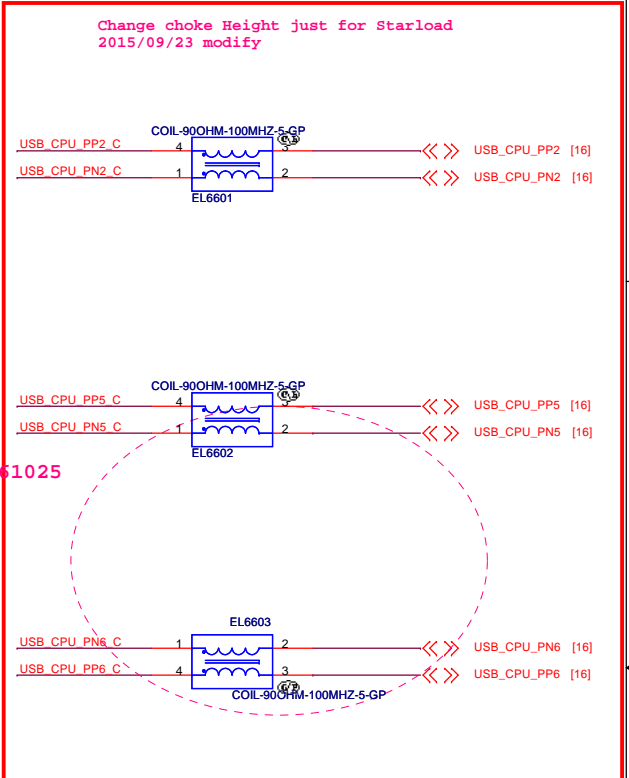 Change choke Height just for Starload
2015/09/23 modify
COIL-90OHM-100MHZ-5-GP
USB_CPU_PP2_C 4 3 USB_CPU_PP2 [16]
USB_CPU_PN2_C 1 2 USB_CPU_PN2 [16]
EL6601
COIL-90OHM-100MHZ-5-GP
USB_CPU_PP5_C 4 3 USB_CPU_PP5 [16]
USB_CPU_PN5_C 1 2 USB_CPU_PN5 [16]
EL6602
61025
EL6603
USB_CPU_PN6_C 1 2 USB_CPU_PN6 [16]
USB_CPU_PP6_C 4 3 USB_CPU_PP6 [16]
COIL-90OHM-100MHZ-5-GP